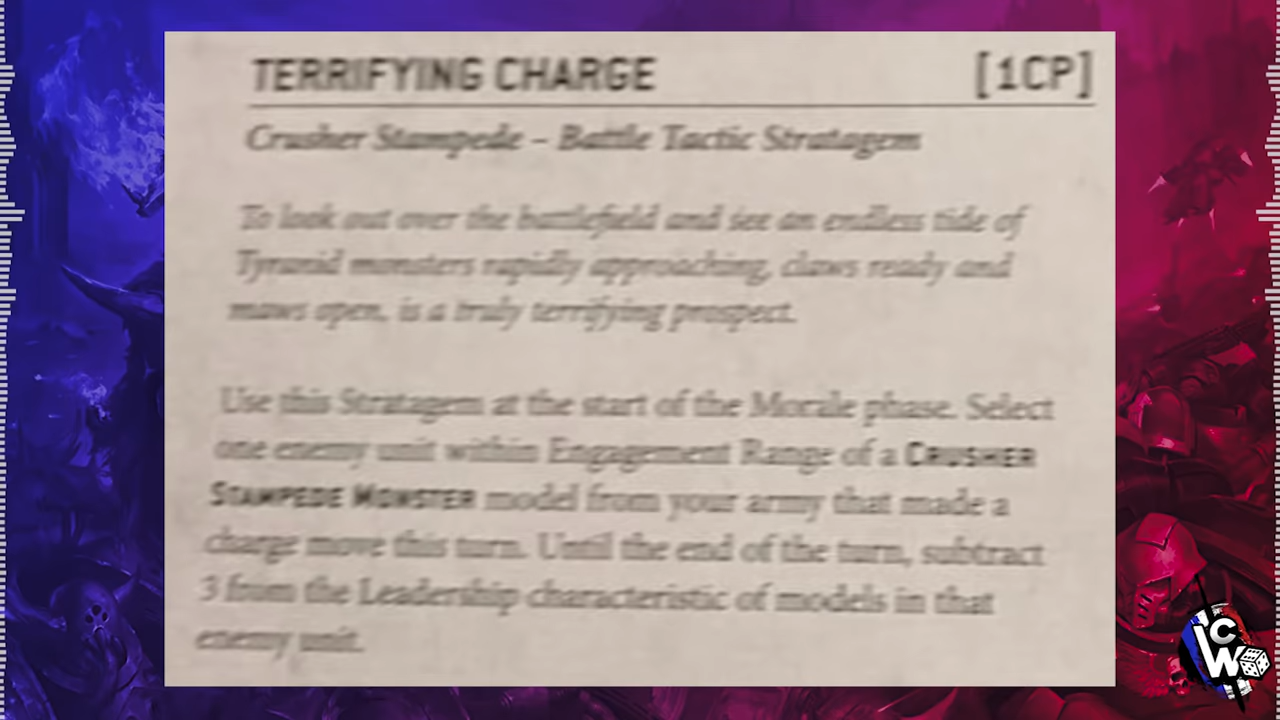 TERRIFYING CHARGE [1CP]
Crusher Stampede – Battle Tactic Stratagem
To look out over the battlefield and see an endless tide of
Tyranid monsters rapidly approaching, claws ready and
maws open, is a truly terrifying prospect.
Use this Stratagem at the start of the Morale phase. Select
one enemy unit within Engagement Range of a CRUSHER
STAMPEDE MONSTER model from your army that made a
charge move this turn. Until the end of the turn, subtract
3 from the Leadership characteristic of models in that
enemy unit.
CW